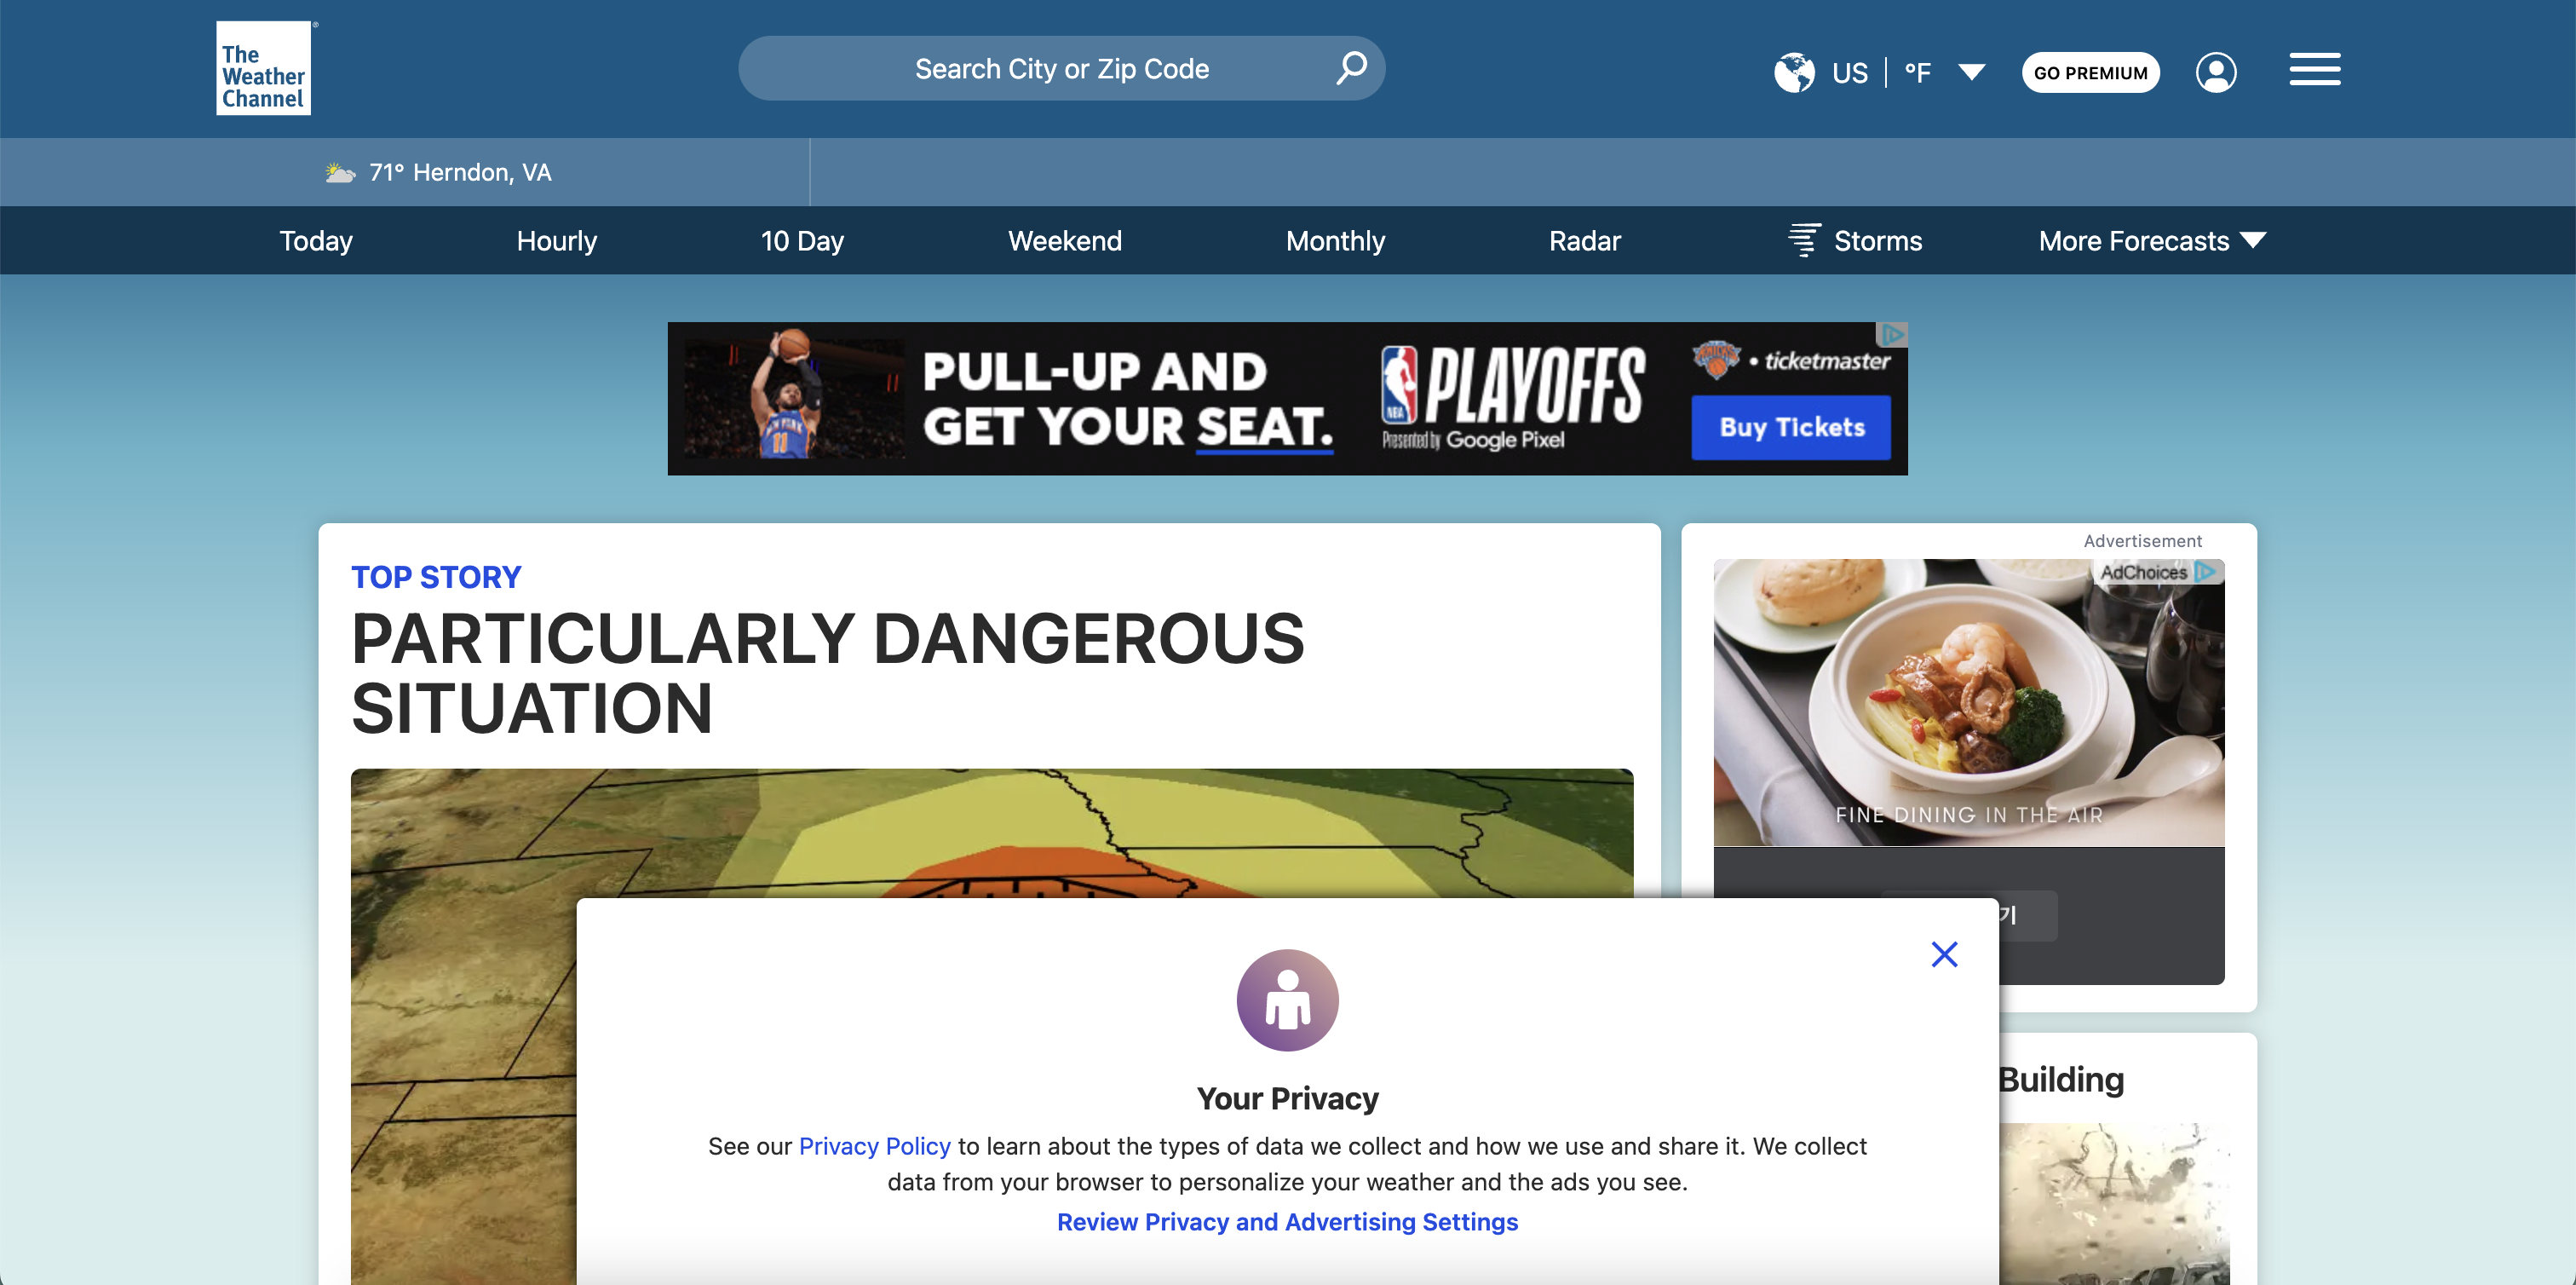 The
Weather
Channel
Search City or Zip Code
US
°F
GO PREMIUM
71° Herndon, VA
Today
Hourly
10 Day
Weekend
Monthly
Radar
Storms
More Forecasts
PULL-UP AND
GET YOUR SEAT.
NEW YORK
11
NBA
PLAYOFFS
Presented by Google Pixel
• ticketmaster
Buy Tickets
TOP STORY
PARTICULARLY DANGEROUS
SITUATION
Advertisement
AdChoices
FINE DINING IN THE AIR
기
Your Privacy
See our Privacy Policy to learn about the types of data we collect and how we use and share it. We collect
data from your browser to personalize your weather and the ads you see.
Review Privacy and Advertising Settings
Building